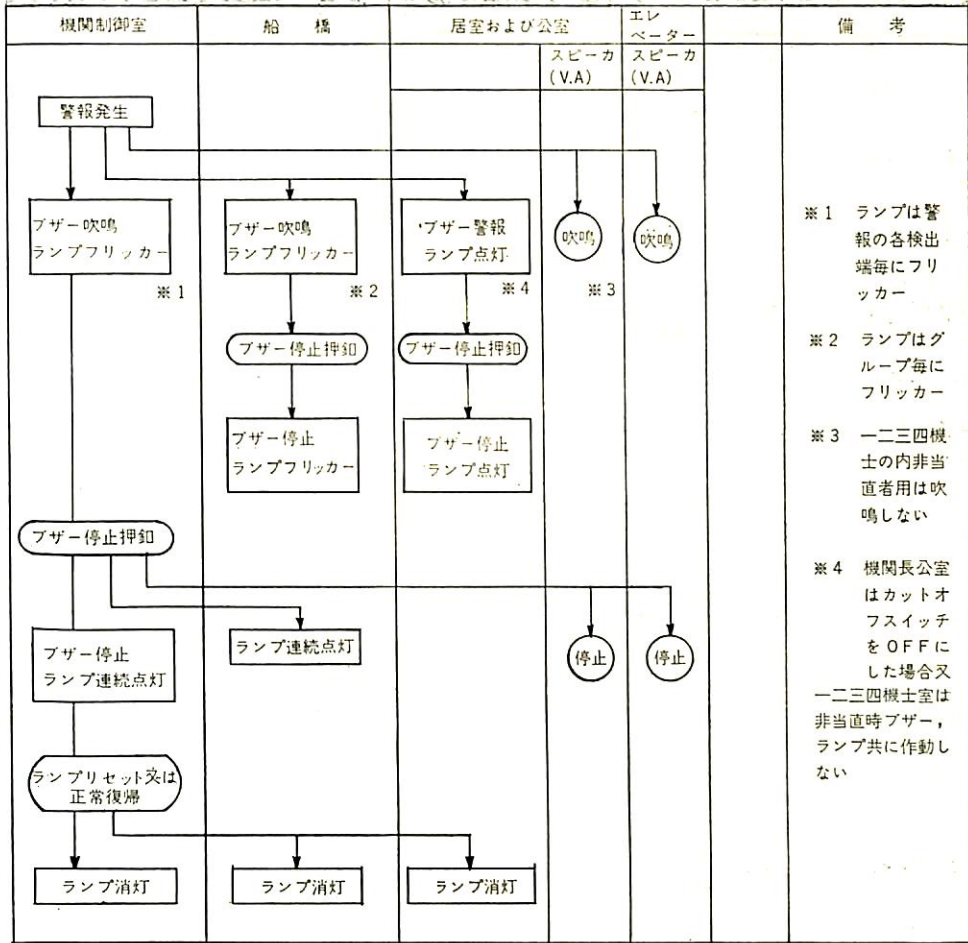 機関制御室
船橋
居室および公室
エレ
ベーター
備考
スピーカ
(V.A)
スピーカ
(V.A)
警報発生
ブザー吹鳴
ランプフリッカー
※1
ブザー吹鳴
ランプフリッカー
※2
ブザー警報
ランプ点灯
※4
吹鳴
※3
吹鳴
ブザー停止押釦
ブザー停止押釦
ブザー停止
ランプフリッカー
ブザー停止
ランプ点灯
ブザー停止押釦
ブザー停止
ランプ連続点灯
ランプ連続点灯
停止
停止
ランプリセット又は
正常復帰
ランプ消灯
ランプ消灯
ランプ消灯
※1 ランプは警
報の各検出
端毎にフリ
ッカー
※2 ランプはグ
ループ毎に
フリッカー
※3 一二三四機
士の内非当
直者用は吹
鳴しない
※4 機関長公室
はカットオ
フスイッチ
をOFFに
した場合又
一二三四機士室は
非当直時ブザー,
ランプ共に作動し
ない